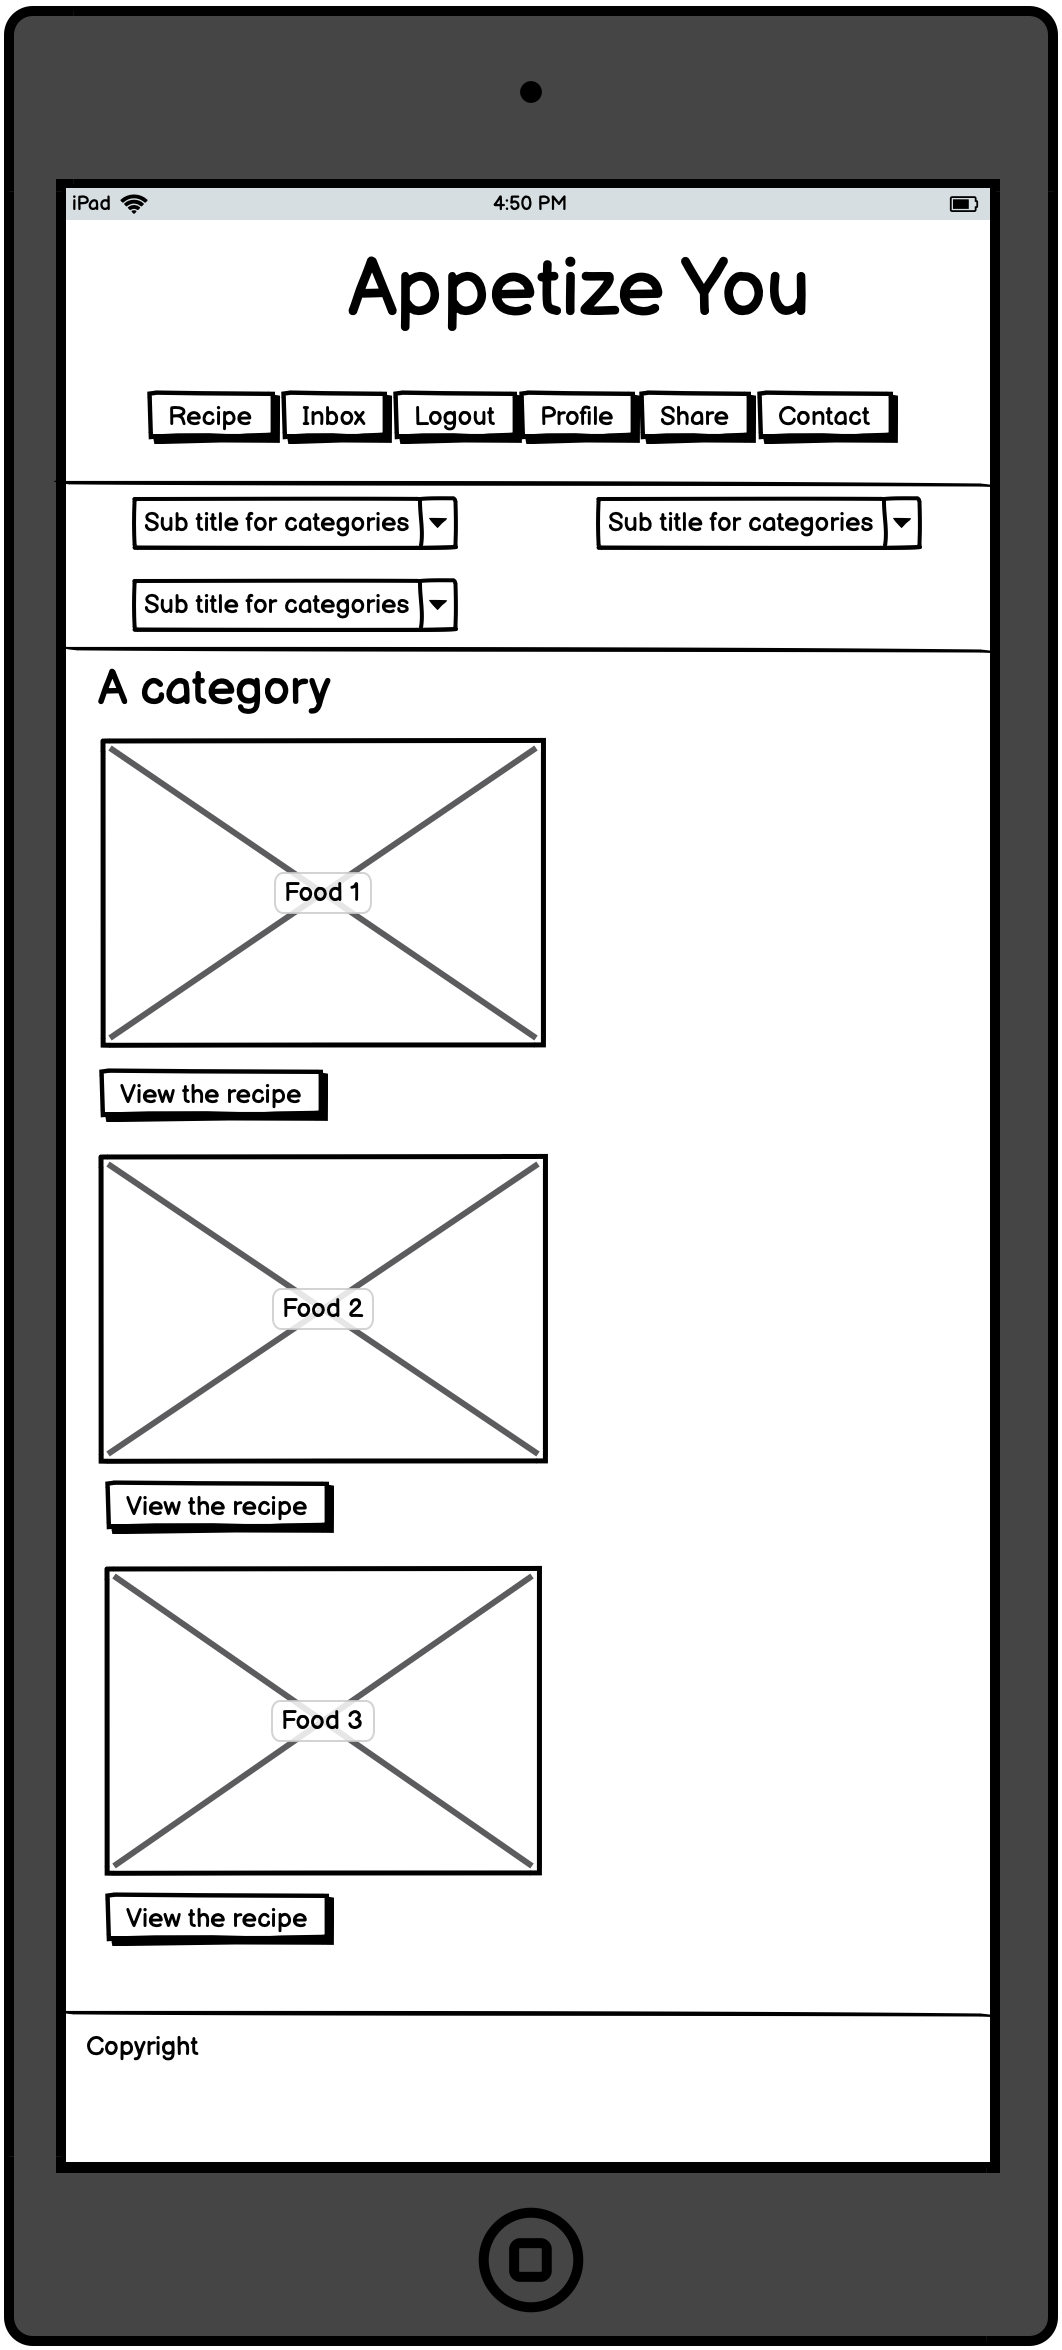 iPad 4:50 PM
Appetize You
Recipe Inbox Logout Profile Share Contact
Sub title for categories Sub title for categories
Sub title for categories
A category
Food 1
View the recipe
Food 2
View the recipe
Food 3
View the recipe
Copyright